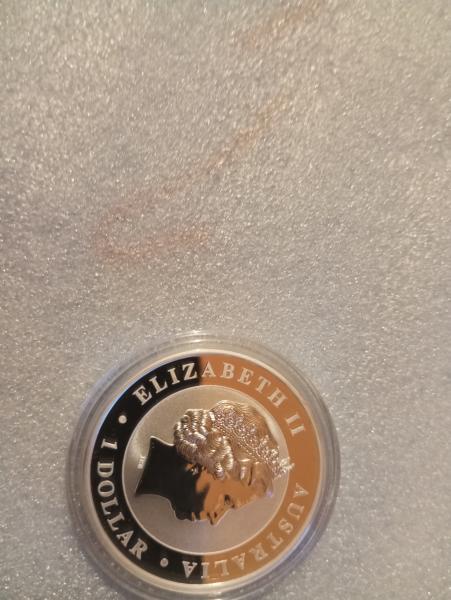 ELIZABETH II
AUSTRALIA
• 1 DOLLAR •